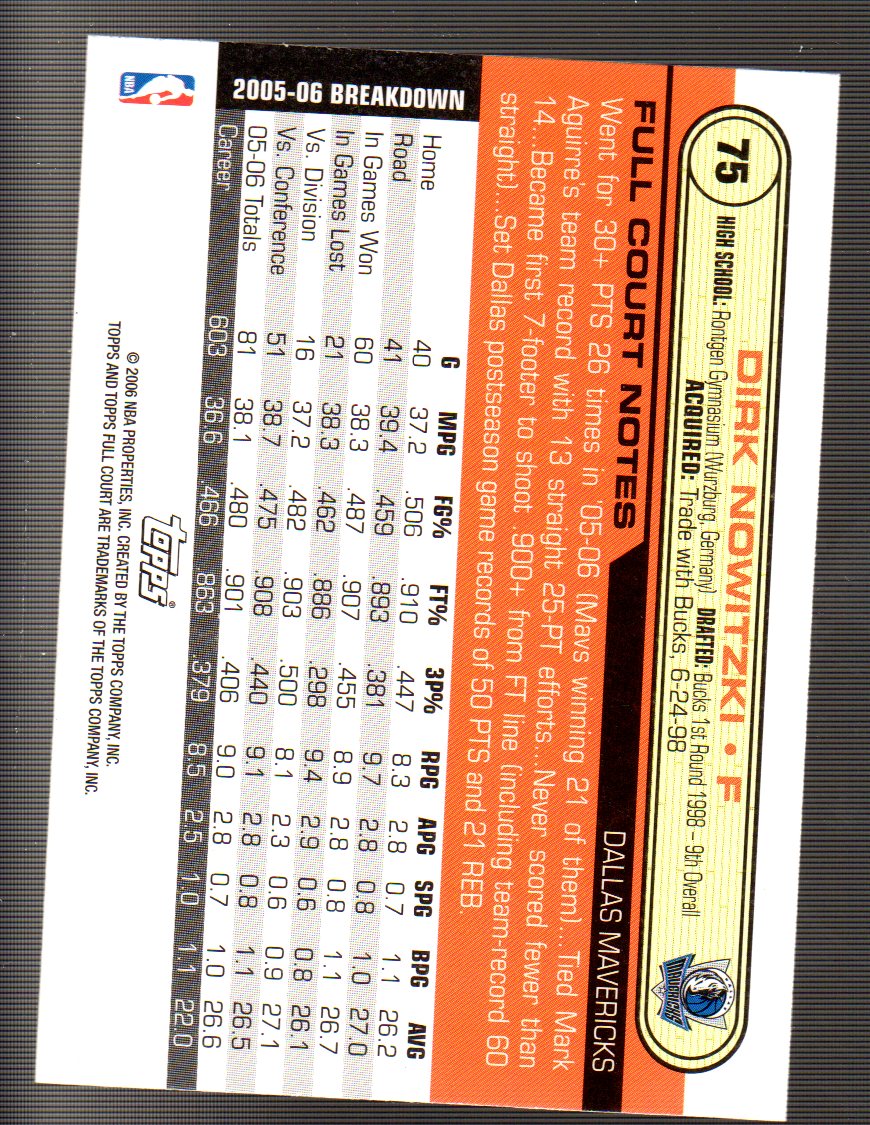 DIRK NOWITZKI • F
75
HIGH SCHOOL: Rontgen Gymnasium (Wurzburg, Germany) DRAFTED: Bucks 1st Round 1998 – 9th Overall
ACQUIRED: Trade with Bucks, 6-24-98
MAVERICKS
FULL COURT NOTES
DALLAS MAVERICKS
Went for 30+ PTS 26 times in '05-06 (Mavs winning 21 of them)...Tied Mark
Aguirre's team record with 13 straight 25-PT efforts...Never scored fewer than
14...Became first 7-footer to shoot .900+ from FT line (including team-record 60
straight)...Set Dallas postseason game records of 50 PTS and 21 REB.
2005-06 BREAKDOWN G MPG FG% FT% 3P% RPG APG SPG BPG AVG
Home 40 37.2 .506 .910 .447 8.3 2.8 0.7 1.1 26.2
Road 41 39.4 .459 .893 .381 9.7 2.8 0.8 1.0 27.0
In Games Won 60 38.3 .487 .907 .455 8.9 2.8 0.8 1.1 26.7
In Games Lost 21 38.3 .462 .886 .298 9.4 2.9 0.6 0.8 26.1
Vs. Division 16 37.2 .482 .903 .500 8.1 2.3 0.6 0.9 27.1
Vs. Conference 51 38.7 .475 .908 .440 9.1 2.8 0.8 1.1 26.5
05-06 Totals 81 38.1 .480 .901 .406 9.0 2.8 0.7 1.0 26.6
Career 603 36.6 .466 .863 .379 8.5 2.5 1.0 1.1 22.0
NBA
topps®
© 2006 NBA PROPERTIES, INC. CREATED BY THE TOPPS COMPANY, INC.
TOPPS AND TOPPS FULL COURT ARE TRADEMARKS OF THE TOPPS COMPANY, INC.